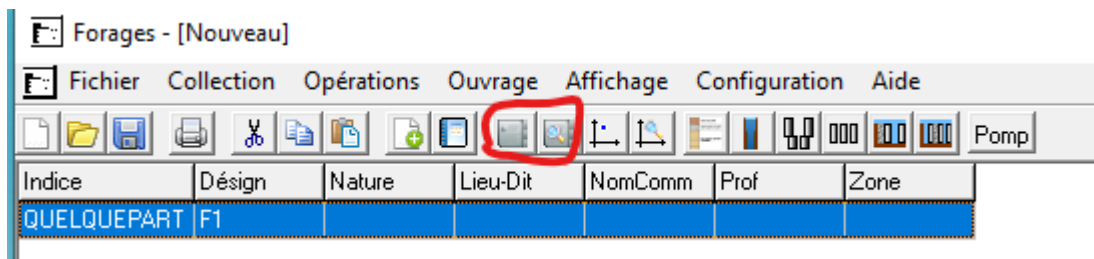 Forages - [Nouveau]
Fichier Collection Opérations Ouvrage Affichage Configuration Aide
Pomp
Indice Désign Nature Lieu-Dit NomComm Prof Zone
QUELQUEPART F1